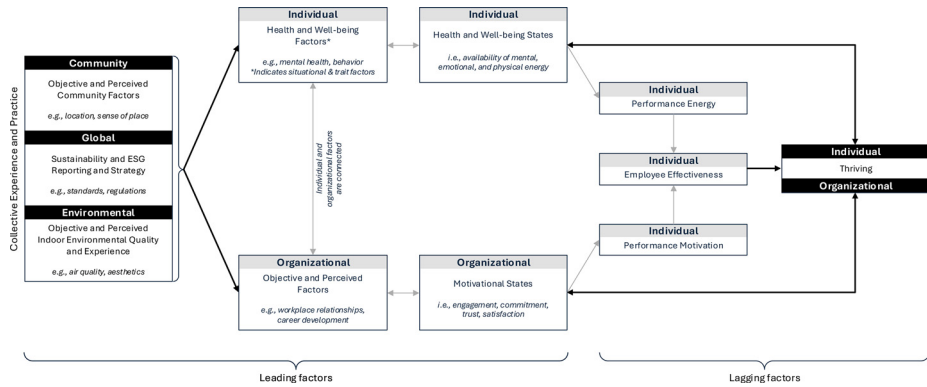 Collective Experience and Practice
Community
Objective and Perceived
Community Factors
e.g., location, sense of place
Global
Sustainability and ESG
Reporting and Strategy
e.g., standards, regulations
Environmental
Objective and Perceived
Indoor Environmental Quality
and Experience
e.g., air quality, aesthetics
Individual
Health and Well-being
Factors*
e.g., mental health, behavior
*Indicates situational & trait factors
Individual and
organizational factors
are connected
Organizational
Objective and Perceived
Factors
e.g., workplace relationships,
career development
Individual
Health and Well-being States
i.e., availability of mental,
emotional, and physical energy
Organizational
Motivational States
i.e., engagement, commitment,
trust, satisfaction
Individual
Performance Energy
Individual
Employee Effectiveness
Individual
Performance Motivation
Individual
Thriving
Organizational
Leading factors
Lagging factors